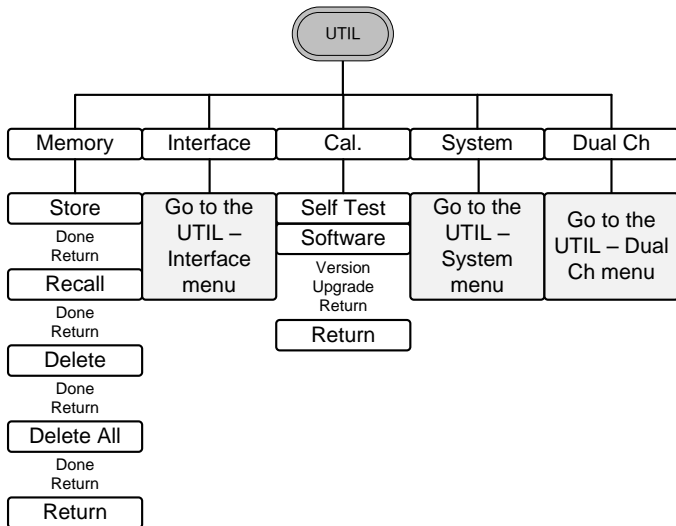 UTIL
Memory
Interface
Cal.
System
Dual Ch
Store
Done
Return
Recall
Done
Return
Delete
Done
Return
Delete All
Done
Return
Return
Go to the
UTIL –
Interface
menu
Self Test
Software
Version
Upgrade
Return
Return
Go to the
UTIL –
System
menu
Go to the
UTIL – Dual
Ch menu